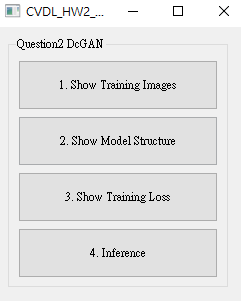 CVDL_HW2_...
Question2 DcGAN
1. Show Training Images
2. Show Model Structure
3. Show Training Loss
4. Inference